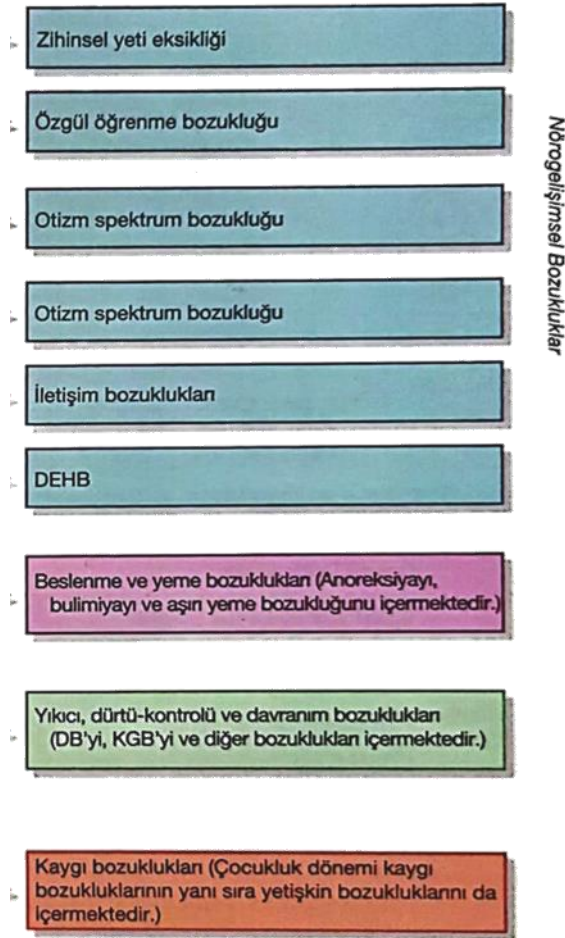 Zihinsel yeti eksikliği
Özgül öğrenme bozukluğu
Otizm spektrum bozukluğu
Otizm spektrum bozukluğu
İletişim bozuklukları
DEHB
Beslenme ve yeme bozuklukları (Anoreksiyayı,
bulimiyayı ve aşırı yeme bozukluğunu içermektedir.)
Yıkıcı, dürtü-kontrolü ve davranım bozuklukları
(DB'yi, KGB'yi ve diğer bozuklukları içermektedir.)
Kaygı bozuklukları (Çocukluk dönemi kaygı
bozukluklarının yanı sıra yetişkin bozukluklarını da
içermektedir.)
Nörogelişimsel Bozukluklar